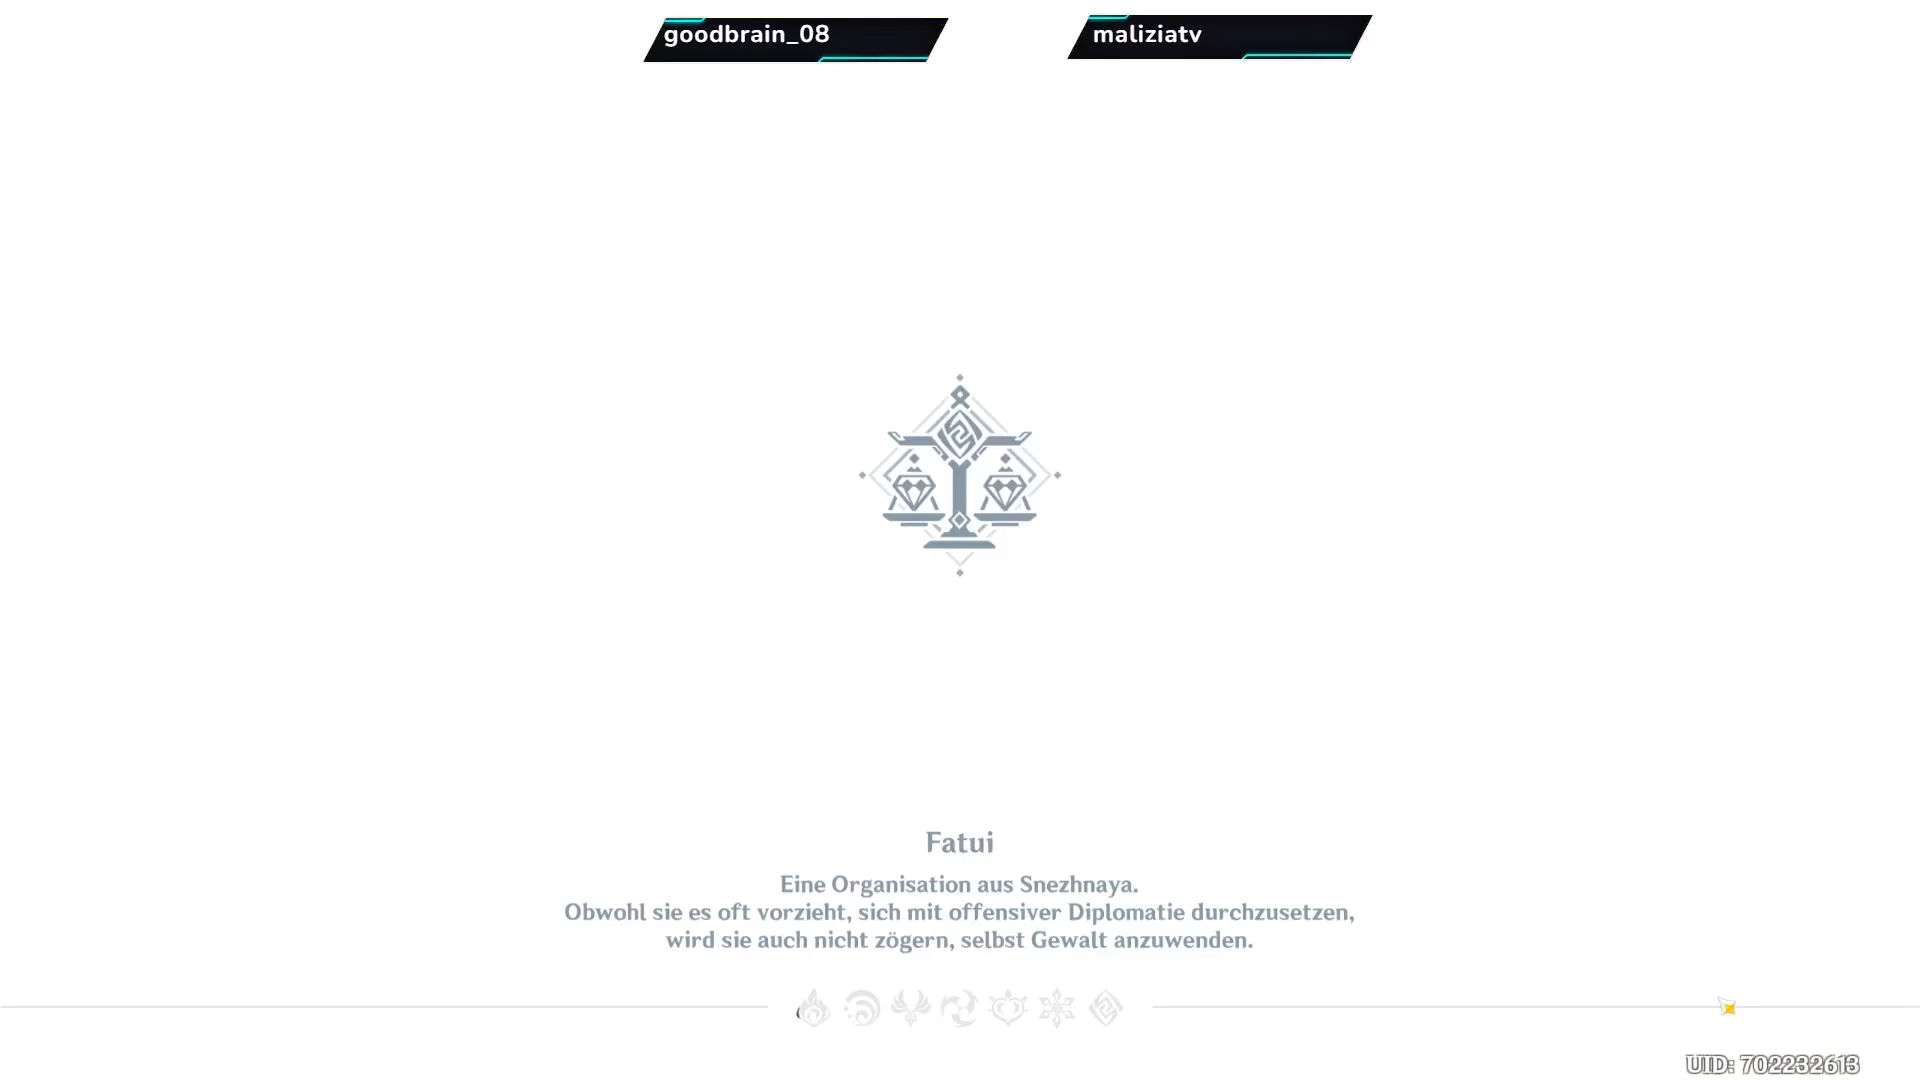 goodbrain_08
maliziatv
Fatui
Eine Organisation aus Snezhnaya.
Obwohl sie es oft vorzieht, sich mit offensiver Diplomatie durchzusetzen,
wird sie auch nicht zögern, selbst Gewalt anzuwenden.
UID: 702232613